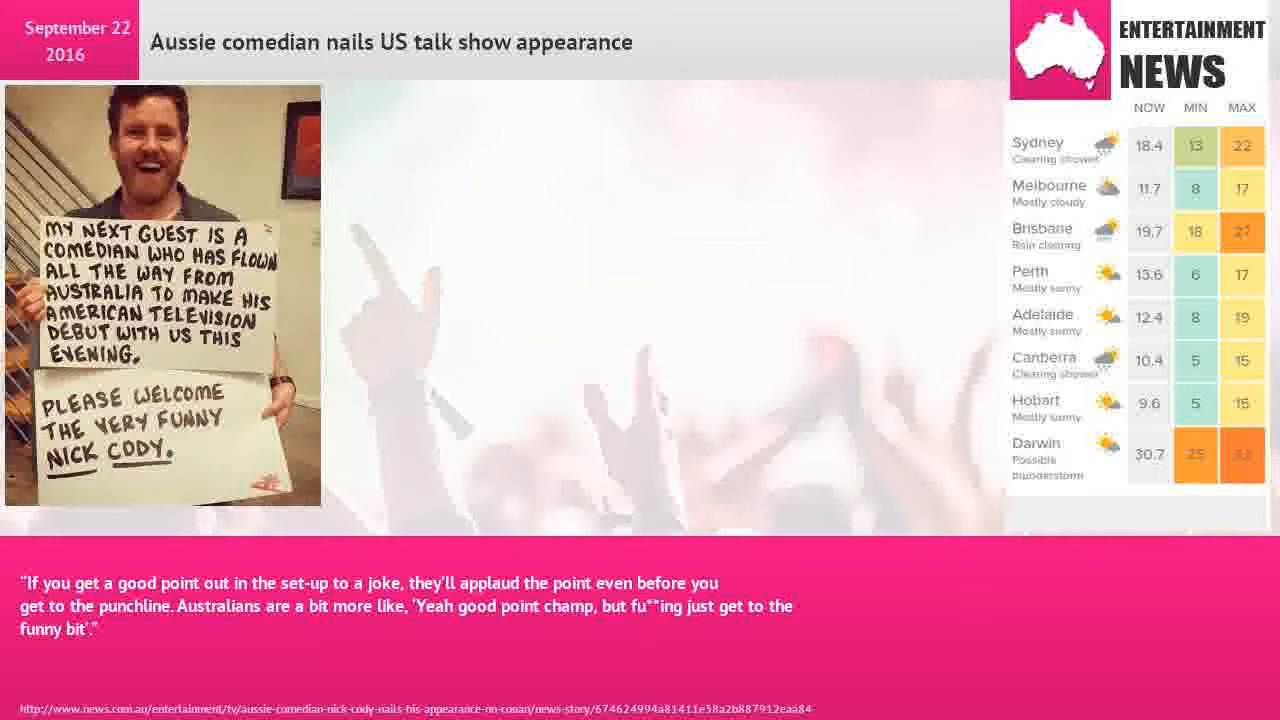 September 22
2016
Aussie comedian nails US talk show appearance
ENTERTAINMENT
NEWS
MY NEXT GUEST IS A
COMEDIAN WHO HAS FLOWN
ALL THE WAY FROM
AUSTRALIA TO MAKE HIS
AMERICAN TELEVISION
DEBUT WITH US THIS
EVENING.
PLEASE WELCOME
THE VERY FUNNY
NICK CODY.
NOW MIN MAX
Sydney 18.4 13 22
Clearing shower
Melbourne 11.7 8 17
Mostly cloudy
Brisbane 19.7 18 27
Rain clearing
Perth 13.6 6 17
Mostly sunny
Adelaide 12.4 8 19
Mostly sunny
Canberra 10.4 5 15
Clearing shower
Hobart 9.6 5 15
Mostly sunny
Darwin 30.7 25
Possible
thunderstorm
"If you get a good point out in the set-up to a joke, they'll applaud the point even before you
get to the punchline. Australians are a bit more like, 'Yeah good point champ, but fu**ing just get to the
funny bit'."
http://www.news.com.au/entertainment/tv/aussie-comedian-nick-cody-nails-his-appearance-on-conan/news-story/674624994a81411e58a2b887912eaa84